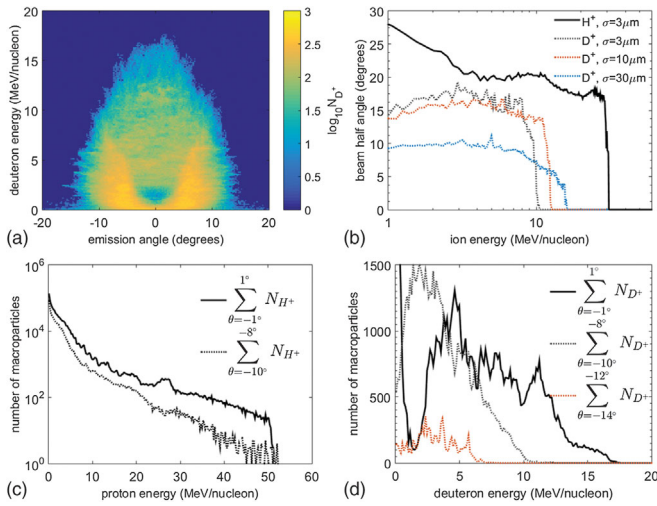 deuteron energy (MeV/nucleon)
20
15
10
5
0
-20 -10 0 10 20
emission angle (degrees)
3
2.5
2
1.5
1
0.5
0
log10ND+
(a)
beam half angle (degrees)
30
25
20
15
10
5
0
1 10
ion energy (MeV/nucleon)
H+, σ=3μm
D+, σ=3μm
D+, σ=10μm
D+, σ=30μm
(b)
number of macroparticles
10^6
10^4
10^2
10^0
0 10 20 30 40 50 60
proton energy (MeV/nucleon)
1°
∑ NH+
θ=−1°
−8°
∑ NH+
θ=−10°
(c)
number of macroparticles
1500
1000
500
0
0 5 10 15 20
deuteron energy (MeV/nucleon)
1°
∑ ND+
θ=−1°
−8°
∑ ND+
θ=−10°
−12°
∑ ND+
θ=−14°
(d)